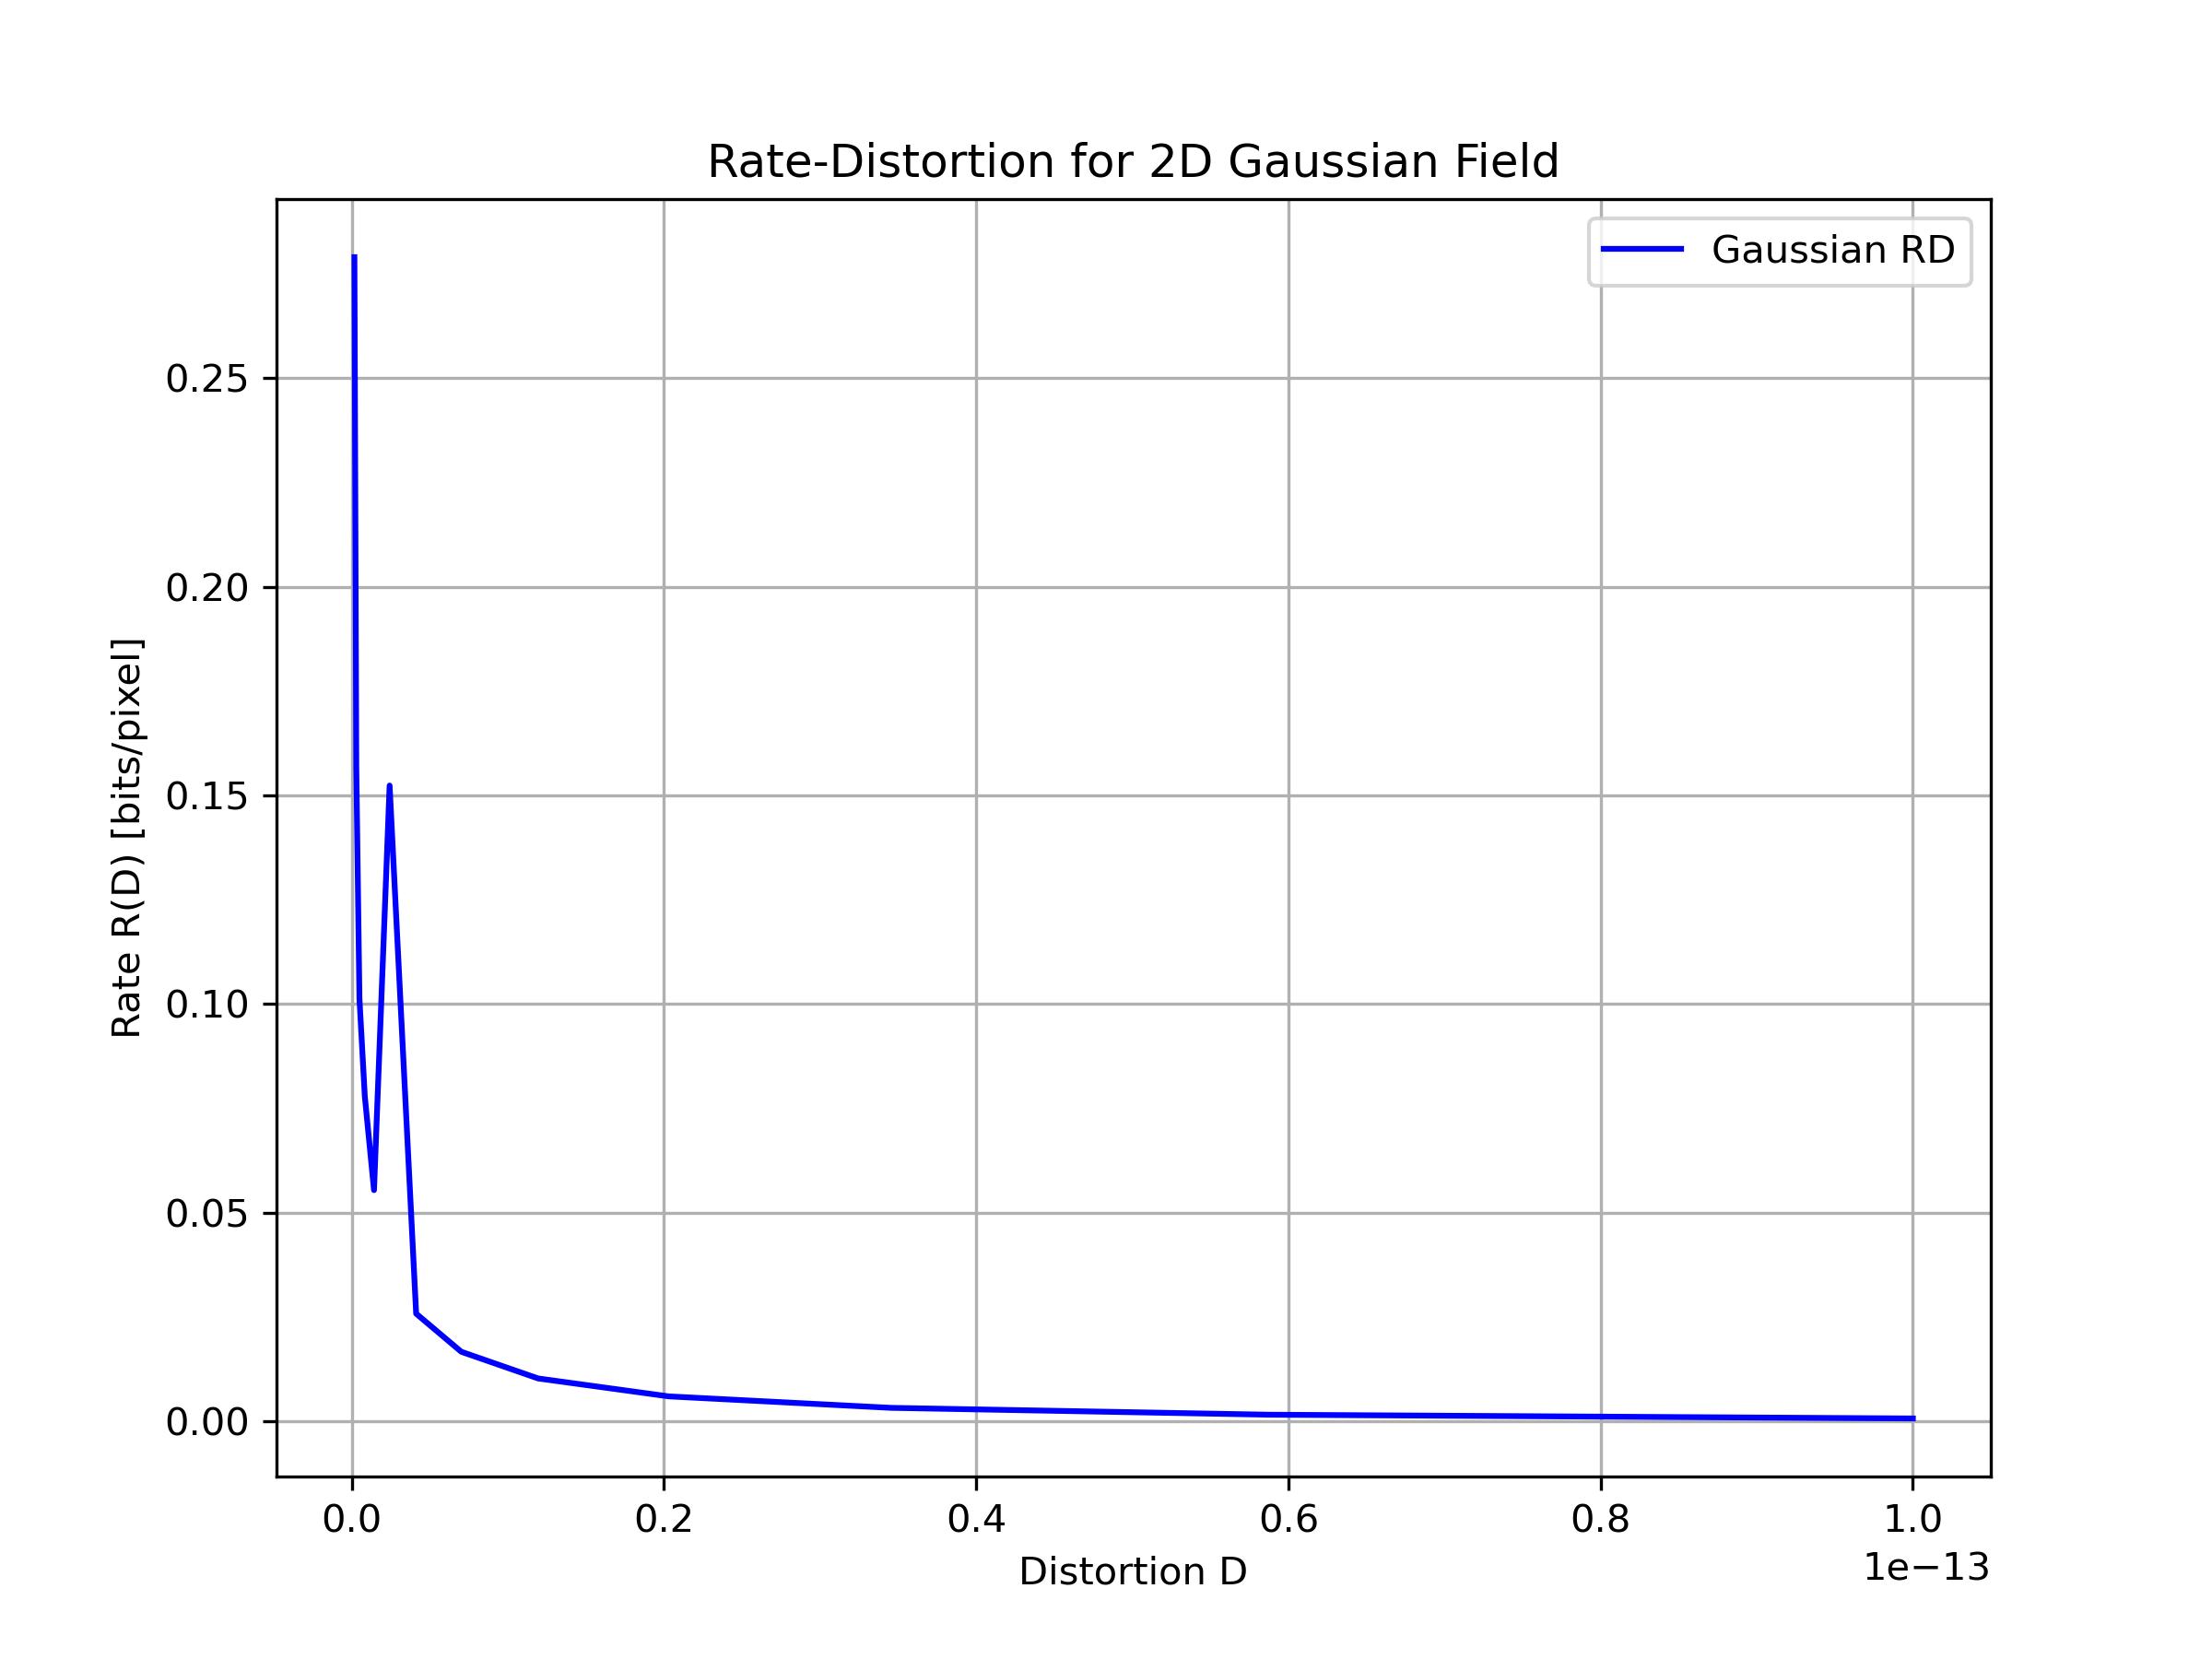 Rate-Distortion for 2D Gaussian Field
Gaussian RD
Rate R(D) [bits/pixel]
0.25
0.20
0.15
0.10
0.05
0.00
0.0 0.2 0.4 0.6 0.8 1.0
1e−13
Distortion D